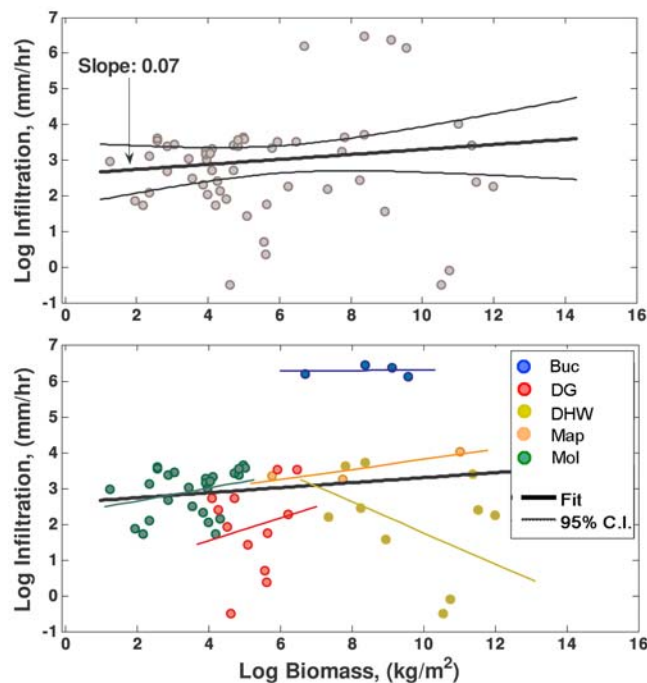 Log Infiltration, (mm/hr)
7
6
5
4
3
2
1
0
-1
Slope: 0.07
0 2 4 6 8 10 12 14 16
Log Infiltration, (mm/hr)
7
6
5
4
3
2
1
0
-1
Buc
DG
DHW
Map
Mol
Fit
95% C.I.
0 2 4 6 8 10 12 14 16
Log Biomass, (kg/m²)